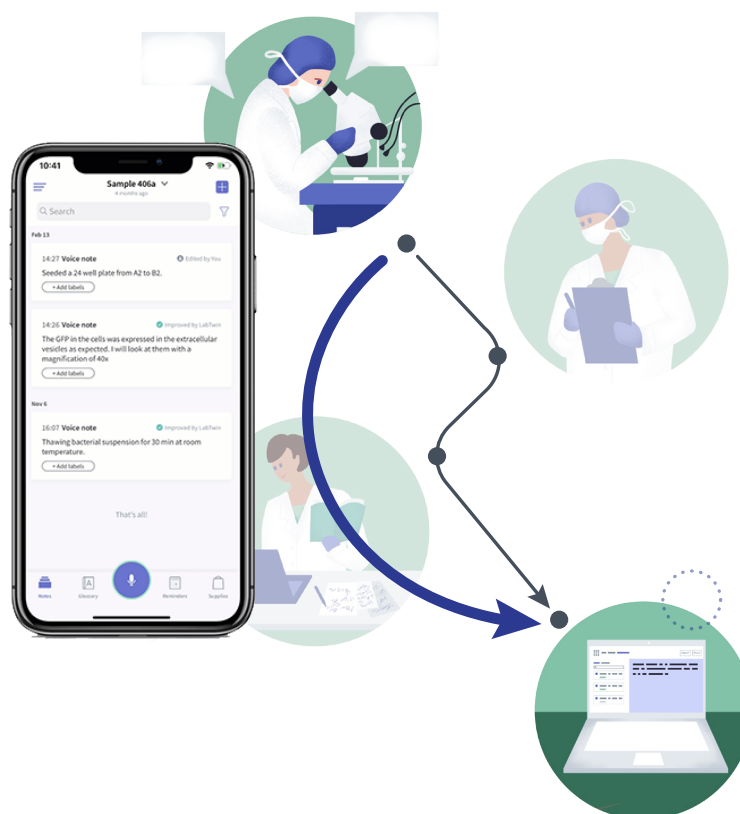 10:41
Sample 406a
4 months ago
Search
Feb 13
14:27 Voice note
Edited by You
Seeded a 24 well plate from A2 to B2.
+ Add labels
14:26 Voice note
Improved by LabTwin
The GFP in the cells was expressed in the extracellular
vesicles as expected. I will look at them with a
magnification of 40x
+ Add labels
Nov 6
16:07 Voice note
Improved by LabTwin
Thawing bacterial suspension for 30 min at room
temperature.
+ Add labels
That's all!
Notes
Glossary
Reminders
Supplies